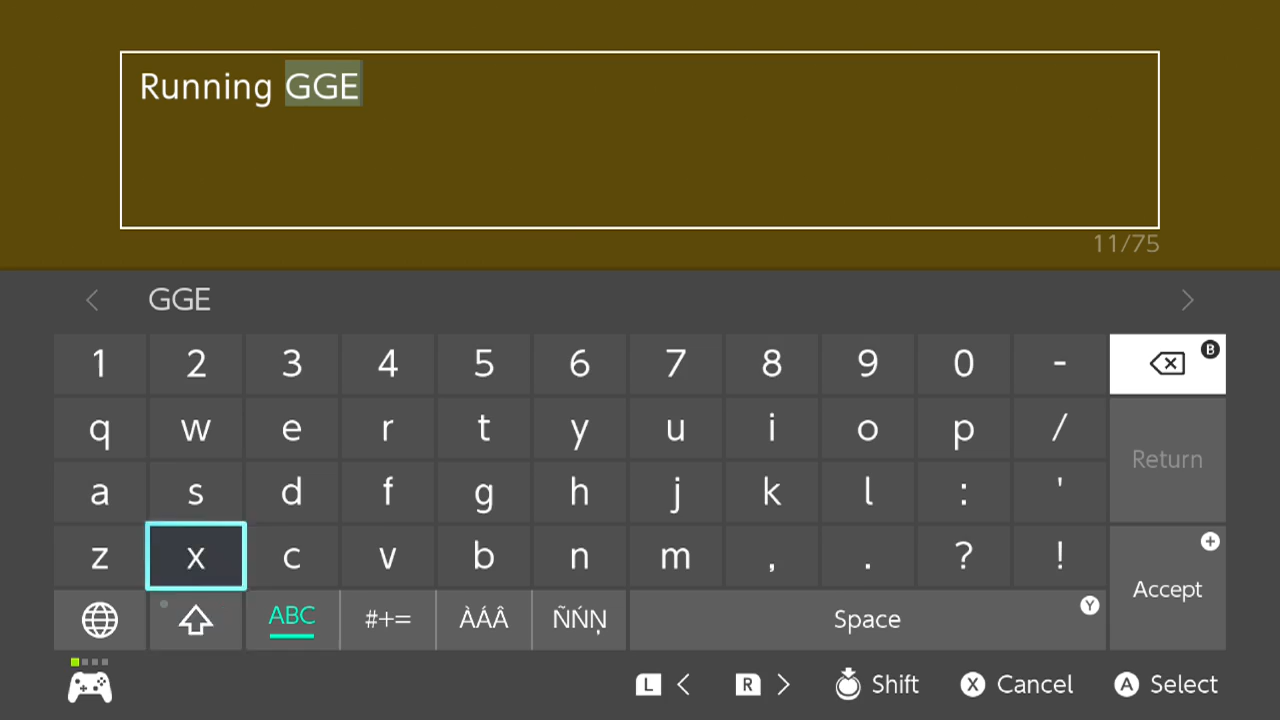 Running GGE
11/75
GGE
1 2 3 4 5 6 7 8 9 0 - B
q w e r t y u i o p /
Return
a s d f g h j k l : '
z x c v b n m , . ? ! +
Accept
ABC #+= ÀÁÂ ÑŃŅ Space Y
L < R > Shift X Cancel A Select